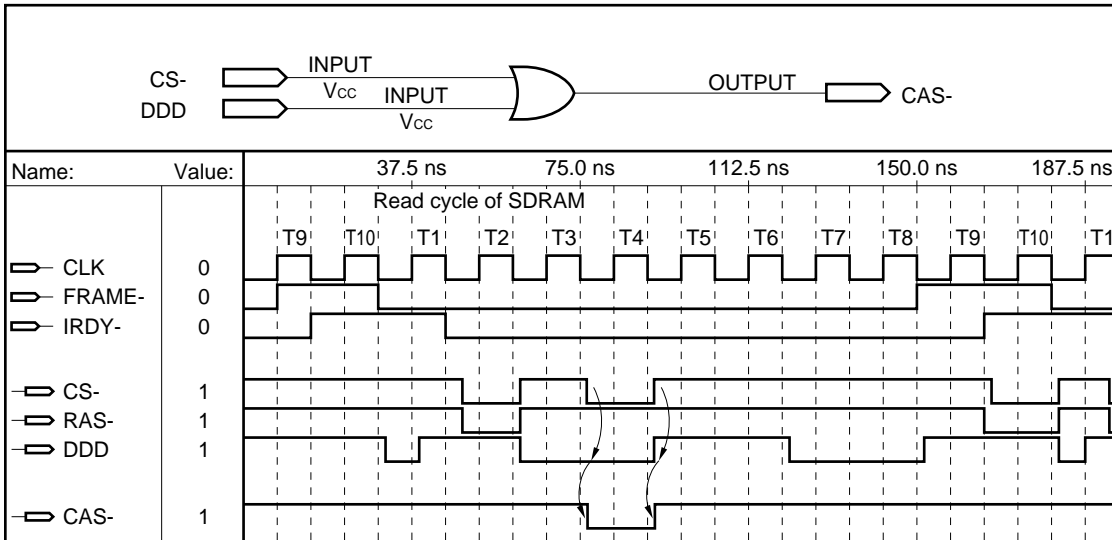 INPUT
CS-
VCC
INPUT
OUTPUT
CAS-
DDD
VCC
Name: Value: 37.5 ns 75.0 ns 112.5 ns 150.0 ns 187.5 ns
Read cycle of SDRAM
T9 T10 T1 T2 T3 T4 T5 T6 T7 T8 T9 T10 T1
CLK 0
FRAME- 0
IRDY- 0
CS- 1
RAS- 1
DDD 1
CAS- 1